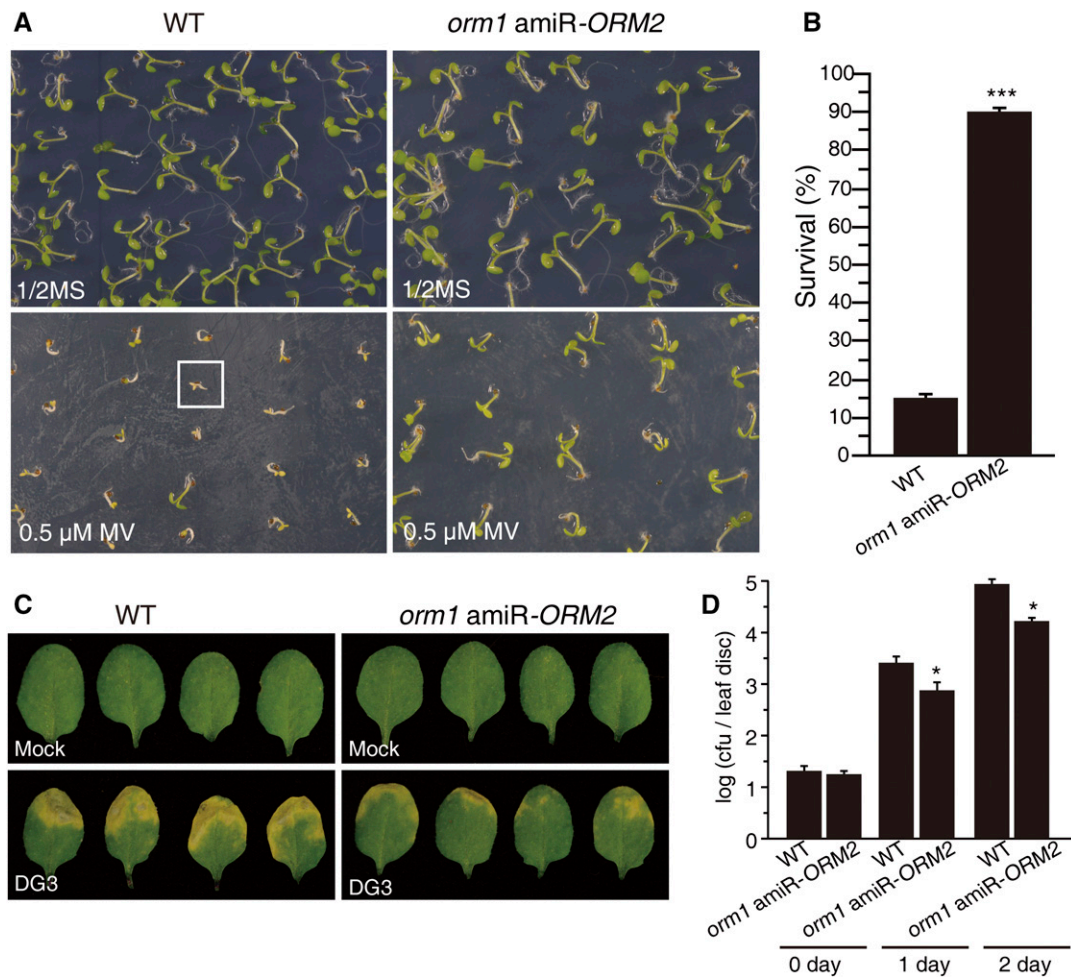 A
WT
orm1 amiR-ORM2
1/2MS
1/2MS
0.5 µM MV
0.5 µM MV
B
Survival (%)
100
90
80
70
60
50
40
30
20
10
0
***
WT
orm1 amiR-ORM2
C
WT
orm1 amiR-ORM2
Mock
Mock
DG3
DG3
D
log (cfu / leaf disc)
5
4
3
2
1
0
*
*
WT
orm1 amiR-ORM2
WT
orm1 amiR-ORM2
WT
orm1 amiR-ORM2
0 day
1 day
2 day